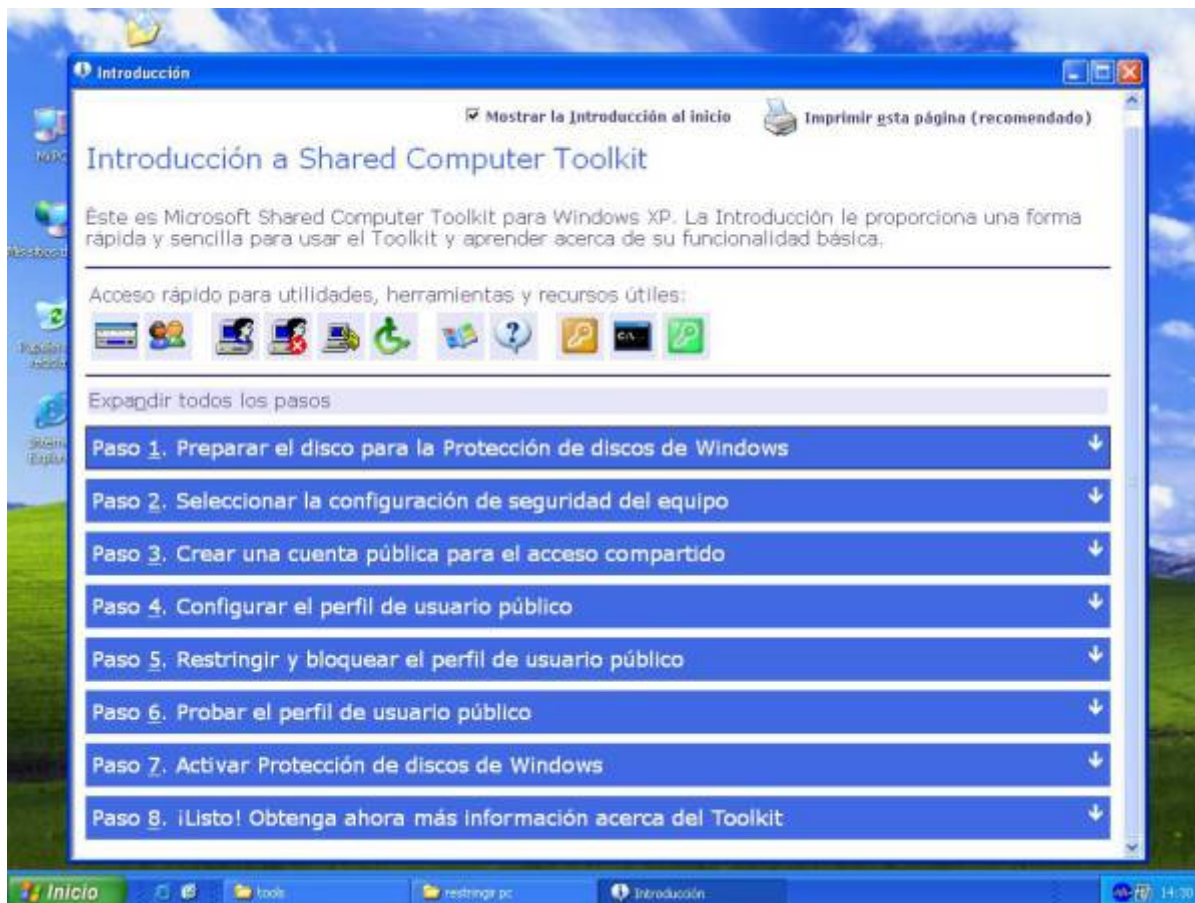 Introducción
Mostrar la Introducción al inicio
Imprimir esta página (recomendado)
Introducción a Shared Computer Toolkit
Éste es Microsoft Shared Computer Toolkit para Windows XP. La Introducción le proporciona una forma
rápida y sencilla para usar el Toolkit y aprender acerca de su funcionalidad básica.
Acceso rápido para utilidades, herramientas y recursos útiles:
Expandir todos los pasos
Paso 1. Preparar el disco para la Protección de discos de Windows
Paso 2. Seleccionar la configuración de seguridad del equipo
Paso 3. Crear una cuenta pública para el acceso compartido
Paso 4. Configurar el perfil de usuario público
Paso 5. Restringir y bloquear el perfil de usuario público
Paso 6. Probar el perfil de usuario público
Paso 7. Activar Protección de discos de Windows
Paso 8. ¡Listo! Obtenga ahora más información acerca del Toolkit
Inicio
tools
restringir pc
Introducción
14:30